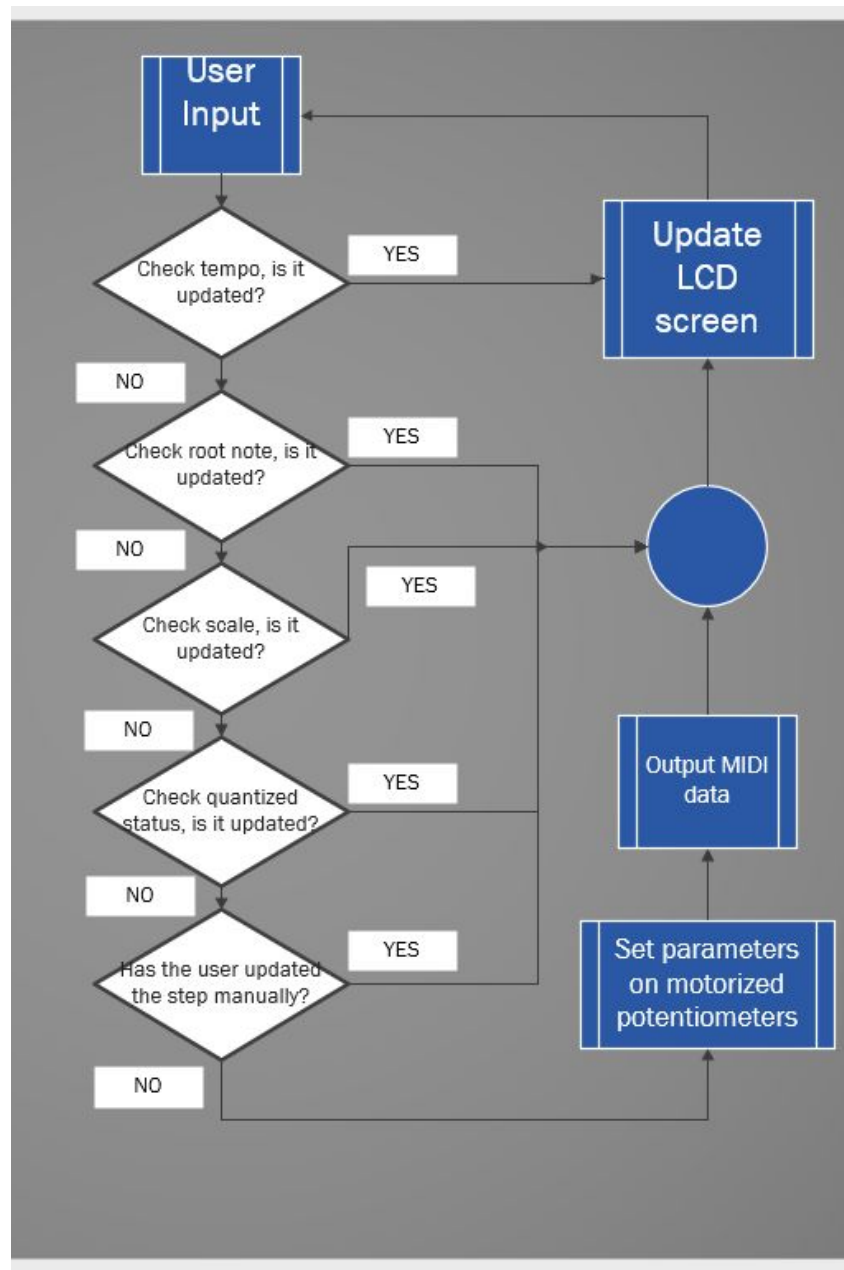 User
Input
Check tempo, is it
updated?
YES
Update
LCD
screen
NO
Check root note, is it
updated?
YES
NO
Check scale, is it
updated?
YES
NO
Check quantized
status, is it updated?
YES
Output MIDI
data
NO
Has the user updated
the step manually?
YES
Set parameters
on motorized
potentiometers
NO